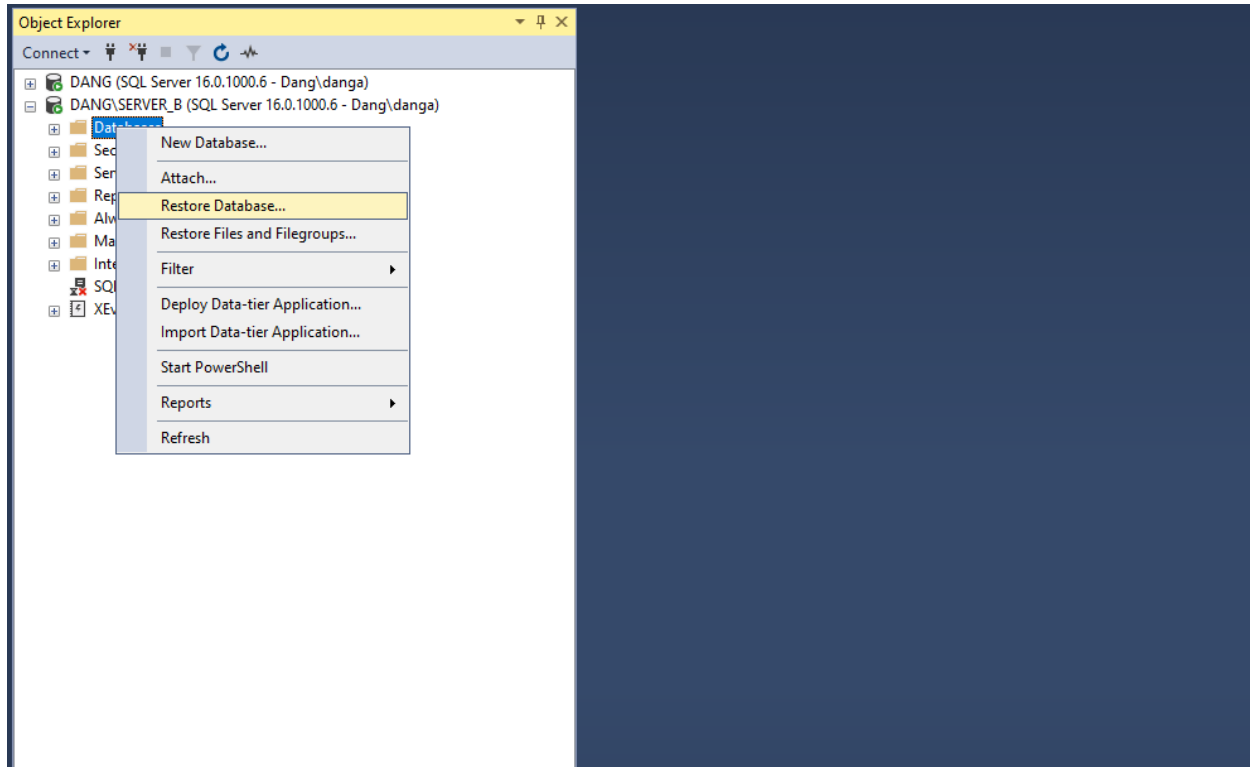 Object Explorer
Connect
DANG (SQL Server 16.0.1000.6 - Dang\danga)
DANG\SERVER_B (SQL Server 16.0.1000.6 - Dang\danga)
New Database...
Attach...
Restore Database...
Restore Files and Filegroups...
Filter
Deploy Data-tier Application...
Import Data-tier Application...
Start PowerShell
Reports
Refresh